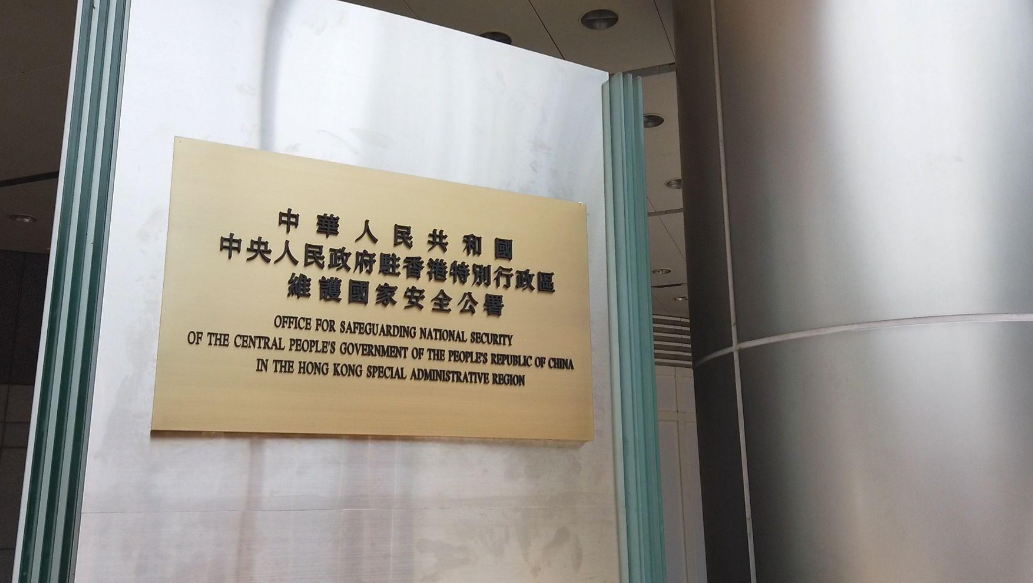 中華人民共和國
中央人民政府駐香港特別行政區
維護國家安全公署
OFFICE FOR SAFEGUARDING NATIONAL SECURITY
OF THE CENTRAL PEOPLE'S GOVERNMENT OF THE PEOPLE'S REPUBLIC OF CHINA
IN THE HONG KONG SPECIAL ADMINISTRATIVE REGION